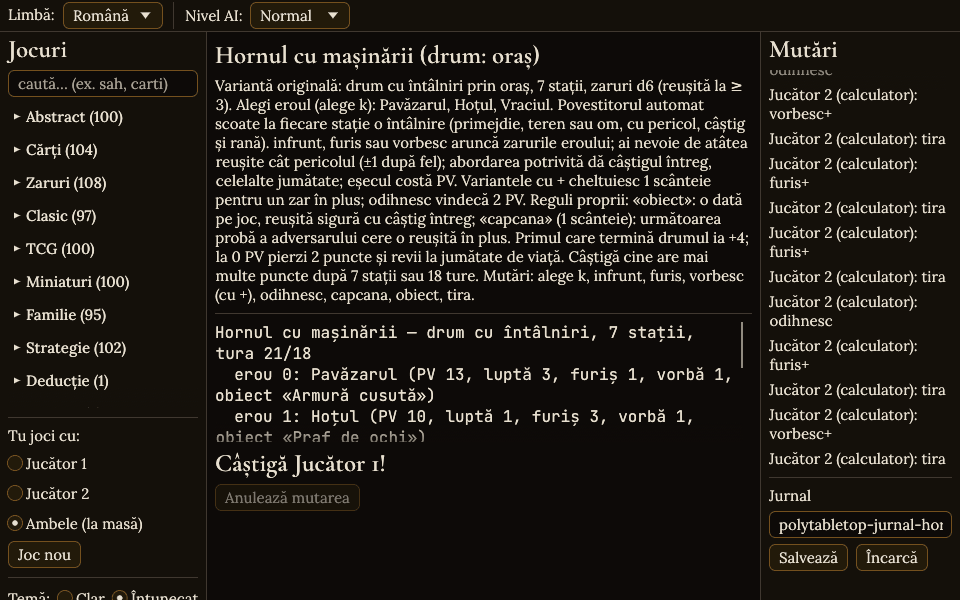 Limbă: Română Nivel AI: Normal
Jocuri
caută... (ex. sah, carti)
Abstract (100)
Cărți (104)
Zaruri (108)
Clasic (97)
TCG (100)
Miniaturi (100)
Familie (95)
Strategie (102)
Deducție (1)
Tu joci cu:
Jucător 1
Jucător 2
Ambele (la masă)
Joc nou
Temă: Clar Întunecat
Hornul cu mașinării (drum: oraș)
Variantă originală: drum cu întâlniri prin oraș, 7 stații, zaruri d6 (reușită la ≥
3). Alegi eroul (alege k): Pavăzarul, Hoțul, Vraciul. Povestitorul automat
scoate la fiecare stație o întâlnire (primejdie, teren sau om, cu pericol, câștig
și rană). infrunt, furis sau vorbesc aruncă zarurile eroului; ai nevoie de atâtea
reușite cât pericolul (±1 după fel); abordarea potrivită dă câștigul întreg,
celelalte jumătate; eșecul costă PV. Variantele cu + cheltuiesc 1 scânteie
pentru un zar în plus; odihnesc vindecă 2 PV. Reguli proprii: «obiect»: o dată
pe joc, reușită sigură cu câștig întreg; «capcana» (1 scânteie): următoarea
probă a adversarului cere o reușită în plus. Primul care termină drumul ia +4;
la 0 PV pierzi 2 puncte și revii la jumătate de viață. Câștigă cine are mai
multe puncte după 7 stații sau 18 ture. Mutări: alege k, infrunt, furis, vorbesc
(cu +), odihnesc, capcana, obiect, tira.
Hornul cu mașinării — drum cu întâlniri, 7 stații,
tura 21/18
erou 0: Pavăzarul (PV 13, luptă 3, furiș 1, vorbă 1,
obiect «Armură cusută»)
erou 1: Hoțul (PV 10, luptă 1, furiș 3, vorbă 1,
obiect «Praf de ochi»)
Câștigă Jucător 1!
Anulează mutarea
Mutări
odihnesc
Jucător 2 (calculator):
vorbesc+
Jucător 2 (calculator): tira
Jucător 2 (calculator):
furis+
Jucător 2 (calculator): tira
Jucător 2 (calculator):
furis+
Jucător 2 (calculator): tira
Jucător 2 (calculator):
odihnesc
Jucător 2 (calculator):
furis+
Jucător 2 (calculator): tira
Jucător 2 (calculator):
vorbesc+
Jucător 2 (calculator): tira
Jurnal
polytabletop-jurnal-hor
Salvează Încarcă